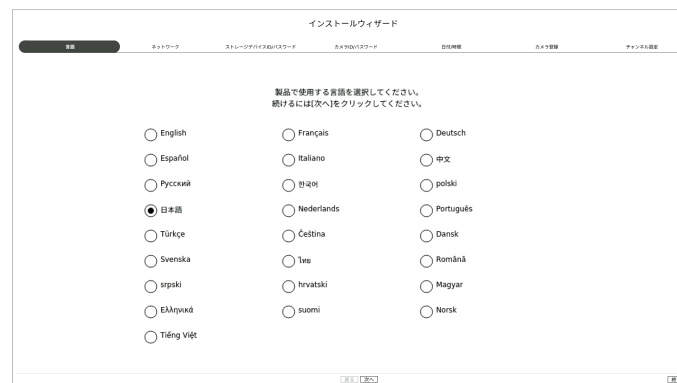 インストールウィザード
言語 ネットワーク ストレージデバイスID/パスワード カメラID/パスワード 日付/時間 カメラ登録 チャンネル設定
製品で使用する言語を選択してください。
続けるには[次へ]をクリックしてください。
English Français Deutsch
Español Italiano 中文
Русский 한국어 polski
日本語 Nederlands Português
Türkçe Čeština Dansk
Svenska ไทย Română
srpski hrvatski Magyar
Ελληνικά suomi Norsk
Tiếng Việt
戻る 次へ